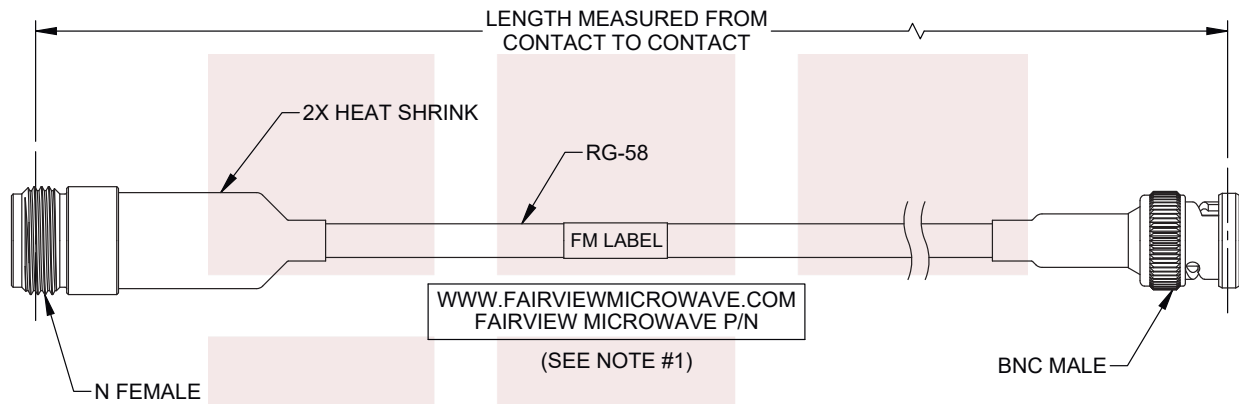 LENGTH MEASURED FROM
CONTACT TO CONTACT
2X HEAT SHRINK
RG-58
FM LABEL
WWW.FAIRVIEWMICROWAVE.COM
FAIRVIEW MICROWAVE P/N
(SEE NOTE #1)
BNC MALE
N FEMALE